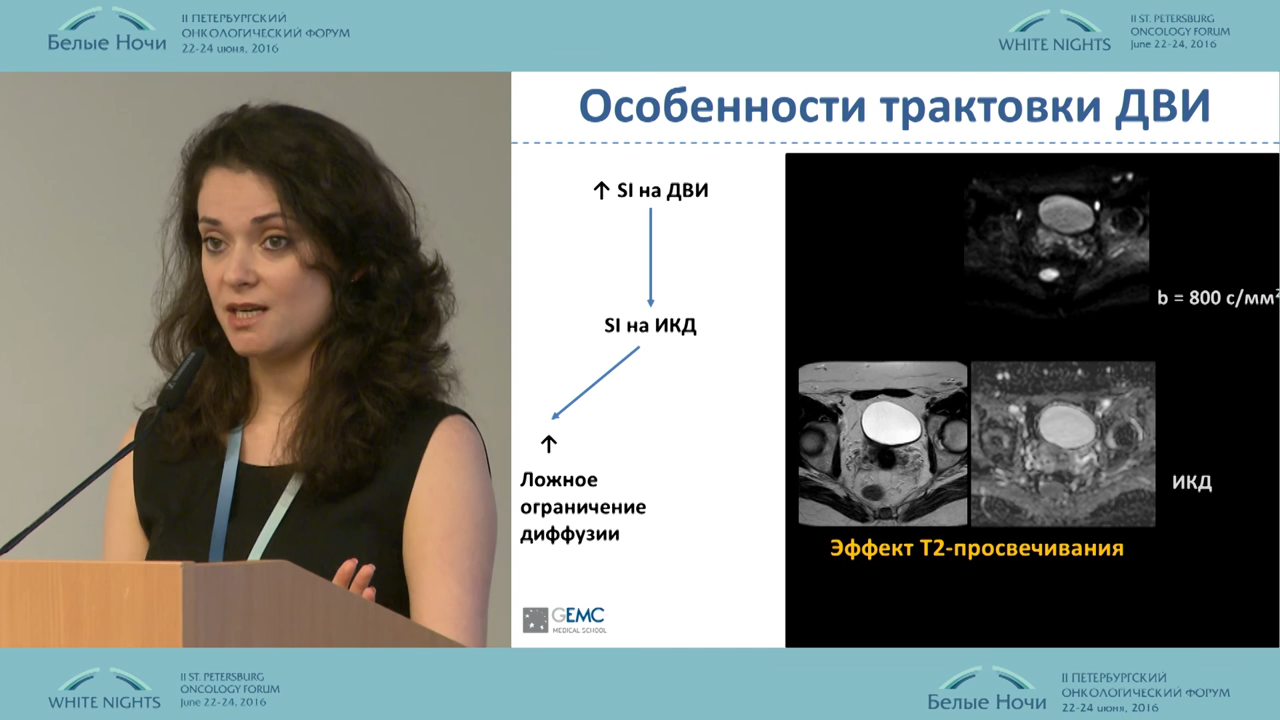 Белые Ночи
II ПЕТЕРБУРГСКИЙ
ОНКОЛОГИЧЕСКИЙ ФОРУМ
22-24 июня, 2016
WHITE NIGHTS
II ST. PETERSBURG
ONCOLOGY FORUM
June 22-24, 2016
Особенности трактовки ДВИ
↑ SI на ДВИ
SI на ИКД
↑
Ложное
ограничение
диффузии
b = 800 с/мм²
ИКД
Эффект Т2-просвечивания
GEMC
MEDICAL SCHOOL
WHITE NIGHTS
II ST. PETERSBURG
ONCOLOGY FORUM
June 22-24, 2016
Белые Ночи
II ПЕТЕРБУРГСКИЙ
ОНКОЛОГИЧЕСКИЙ ФОРУМ
22-24 июня, 2016